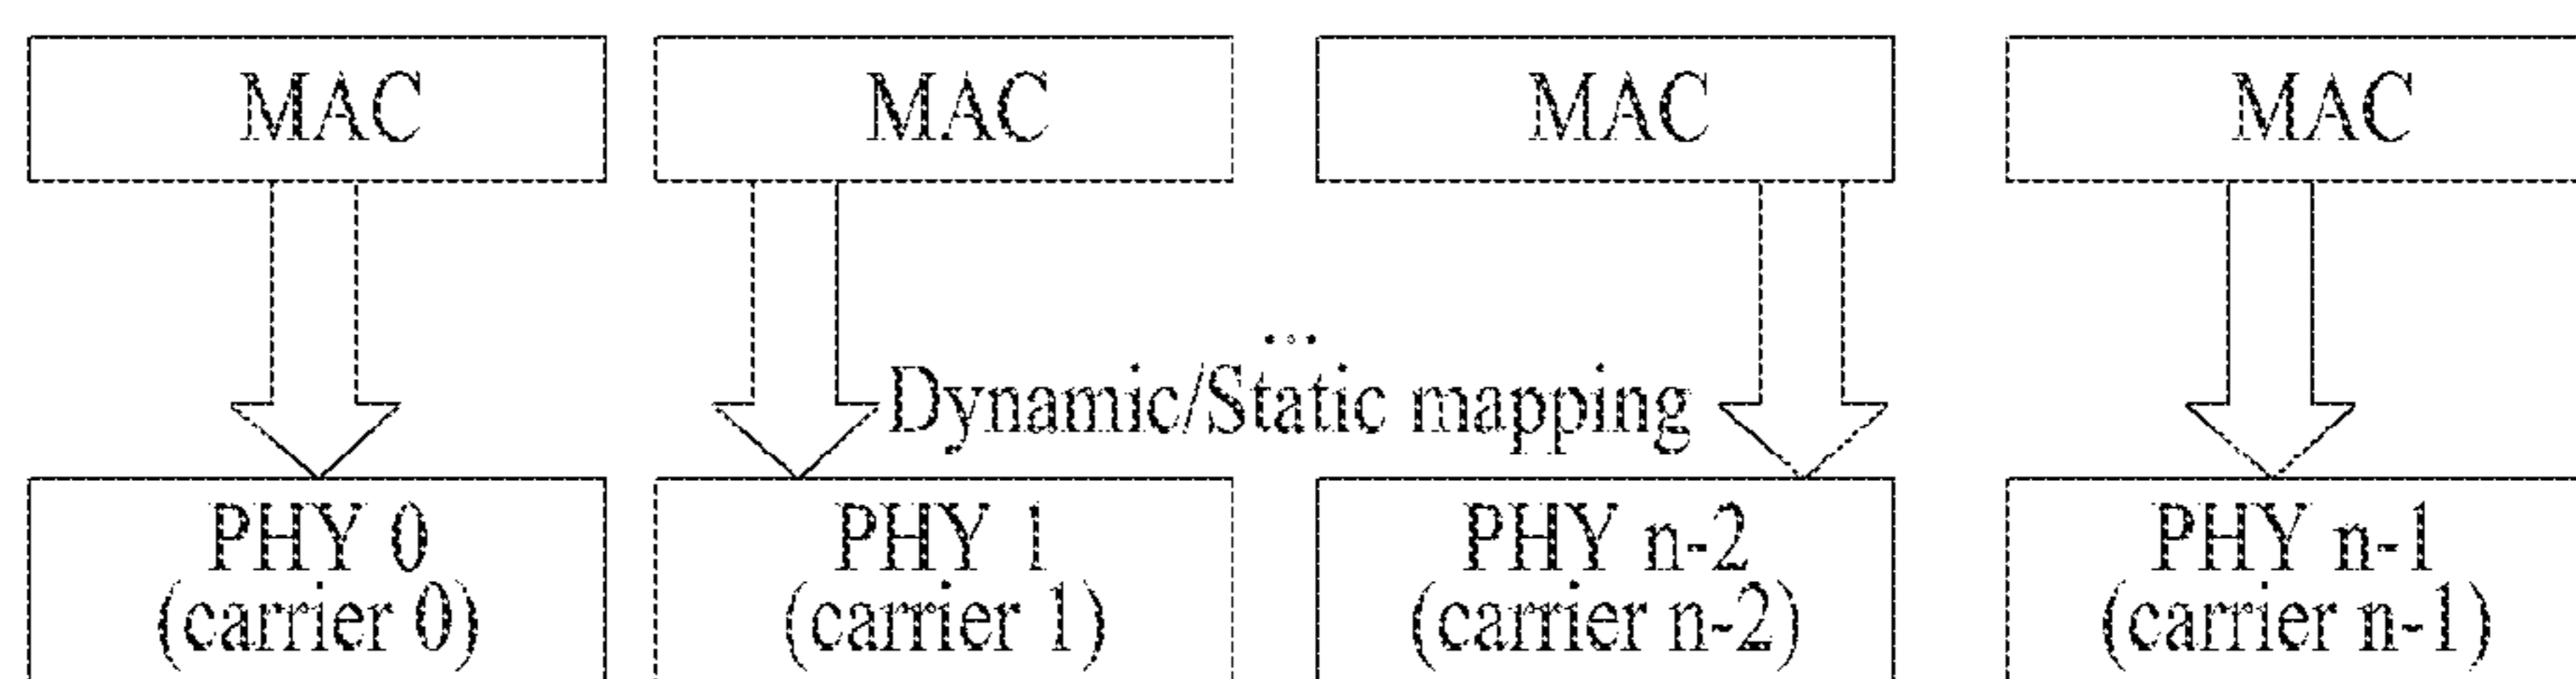 MAC MAC MAC MAC
...
Dynamic/Static mapping
PHY 0 PHY 1 PHY n-2 PHY n-1
(carrier 0) (carrier 1) (carrier n-2) (carrier n-1)